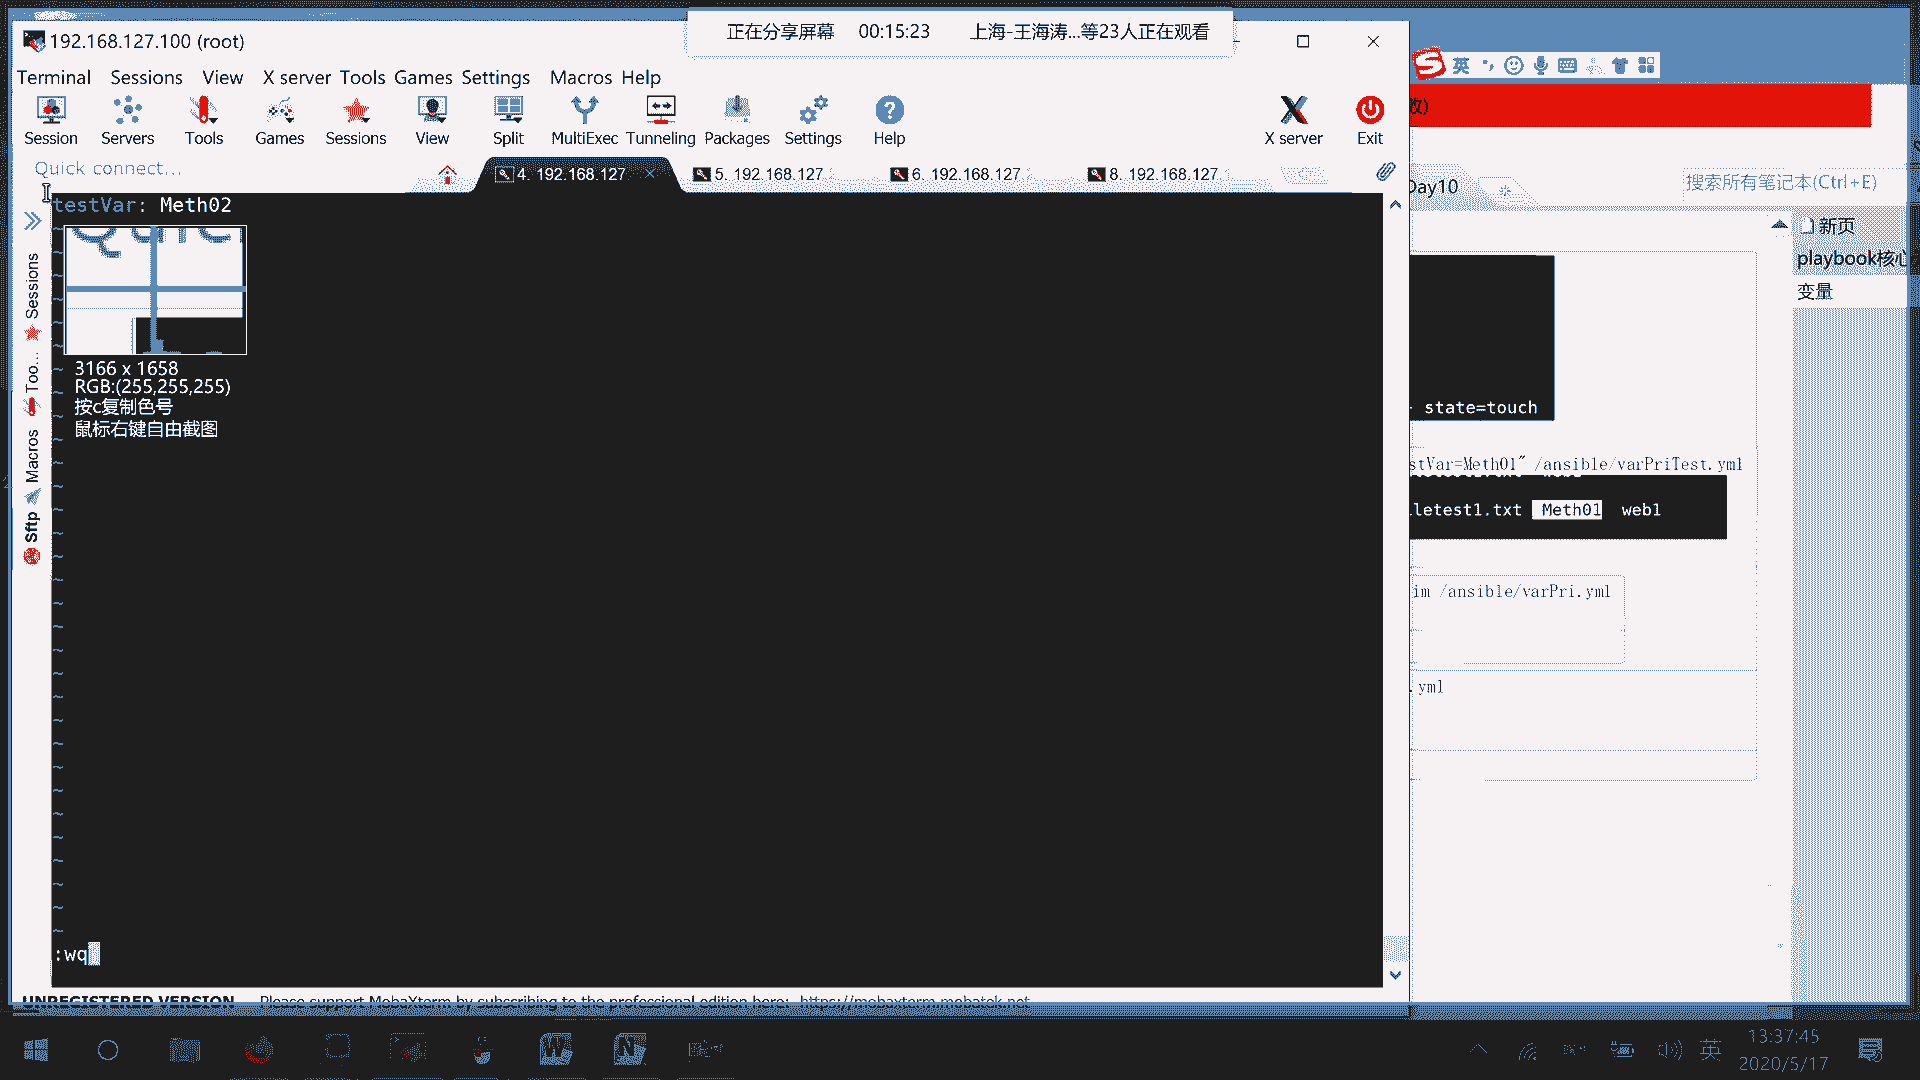 正在分享屏幕 00:15:23 上海-王海涛...等23人正在观看
192.168.127.100 (root)
Terminal Sessions View X server Tools Games Settings Macros Help
英
Session Servers Tools Games Sessions View Split MultiExec Tunneling Packages Settings Help X server Exit
Quick connect...
4. 192.168.127
5. 192.168.127.
6. 192.168.127.
8. 192.168.127.1
Day10
搜索所有笔记本(Ctrl+E)
testVar: Meth02
Sessions
Too...
Macros
Sftp
3166 x 1658
RGB:(255,255,255)
按c复制色号
鼠标右键自由截图
:wq
新页
playbook核心
变量
state=touch
stVar=Meth01" /ansible/varPriTest.yml
letest1.txt Meth01 web1
im /ansible/varPri.yml
.yml
UNREGISTERED VERSION - Please support MobaXterm by subscribing to the professional edition here: https://mobaxterm.mobatek.net
英
13:37:45
2020/5/17